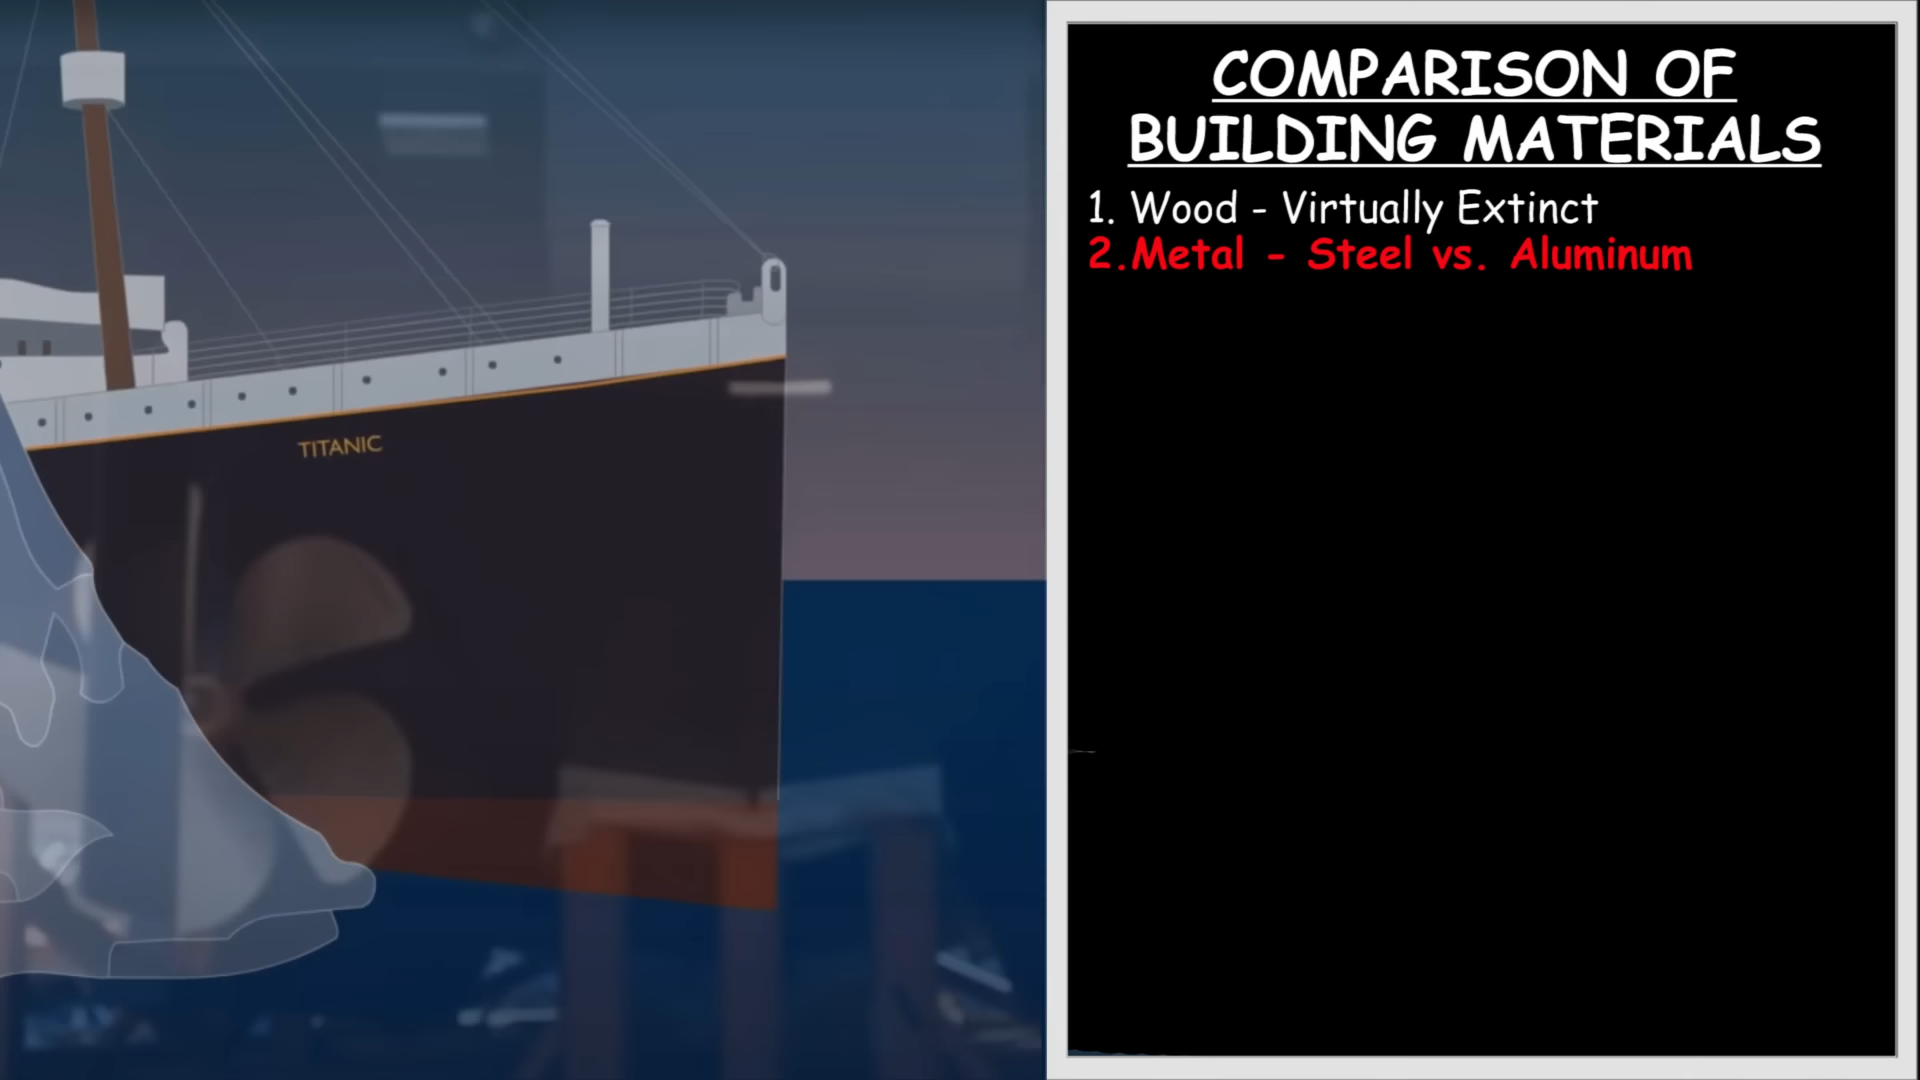 TITANIC
COMPARISON OF
BUILDING MATERIALS
1. Wood - Virtually Extinct
2.Metal - Steel vs. Aluminum